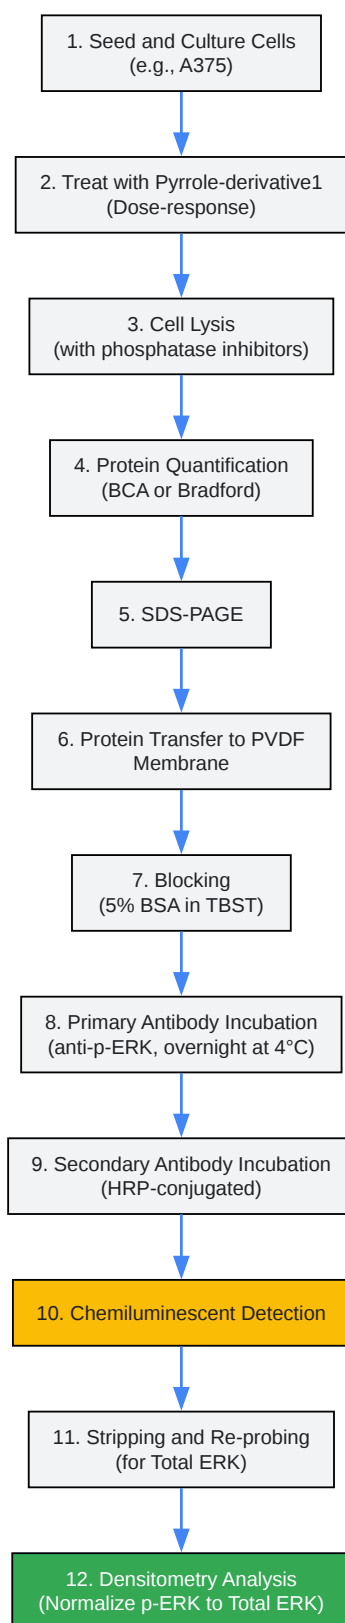 1. Seed and Culture Cells
(e.g., A375)
2. Treat with Pyrrole-derivative1
(Dose-response)
3. Cell Lysis
(with phosphatase inhibitors)
4. Protein Quantification
(BCA or Bradford)
5. SDS-PAGE
6. Protein Transfer to PVDF
Membrane
7. Blocking
(5% BSA in TBST)
8. Primary Antibody Incubation
(anti-p-ERK, overnight at 4°C)
9. Secondary Antibody Incubation
(HRP-conjugated)
10. Chemiluminescent Detection
11. Stripping and Re-probing
(for Total ERK)
12. Densitometry Analysis
(Normalize p-ERK to Total ERK)